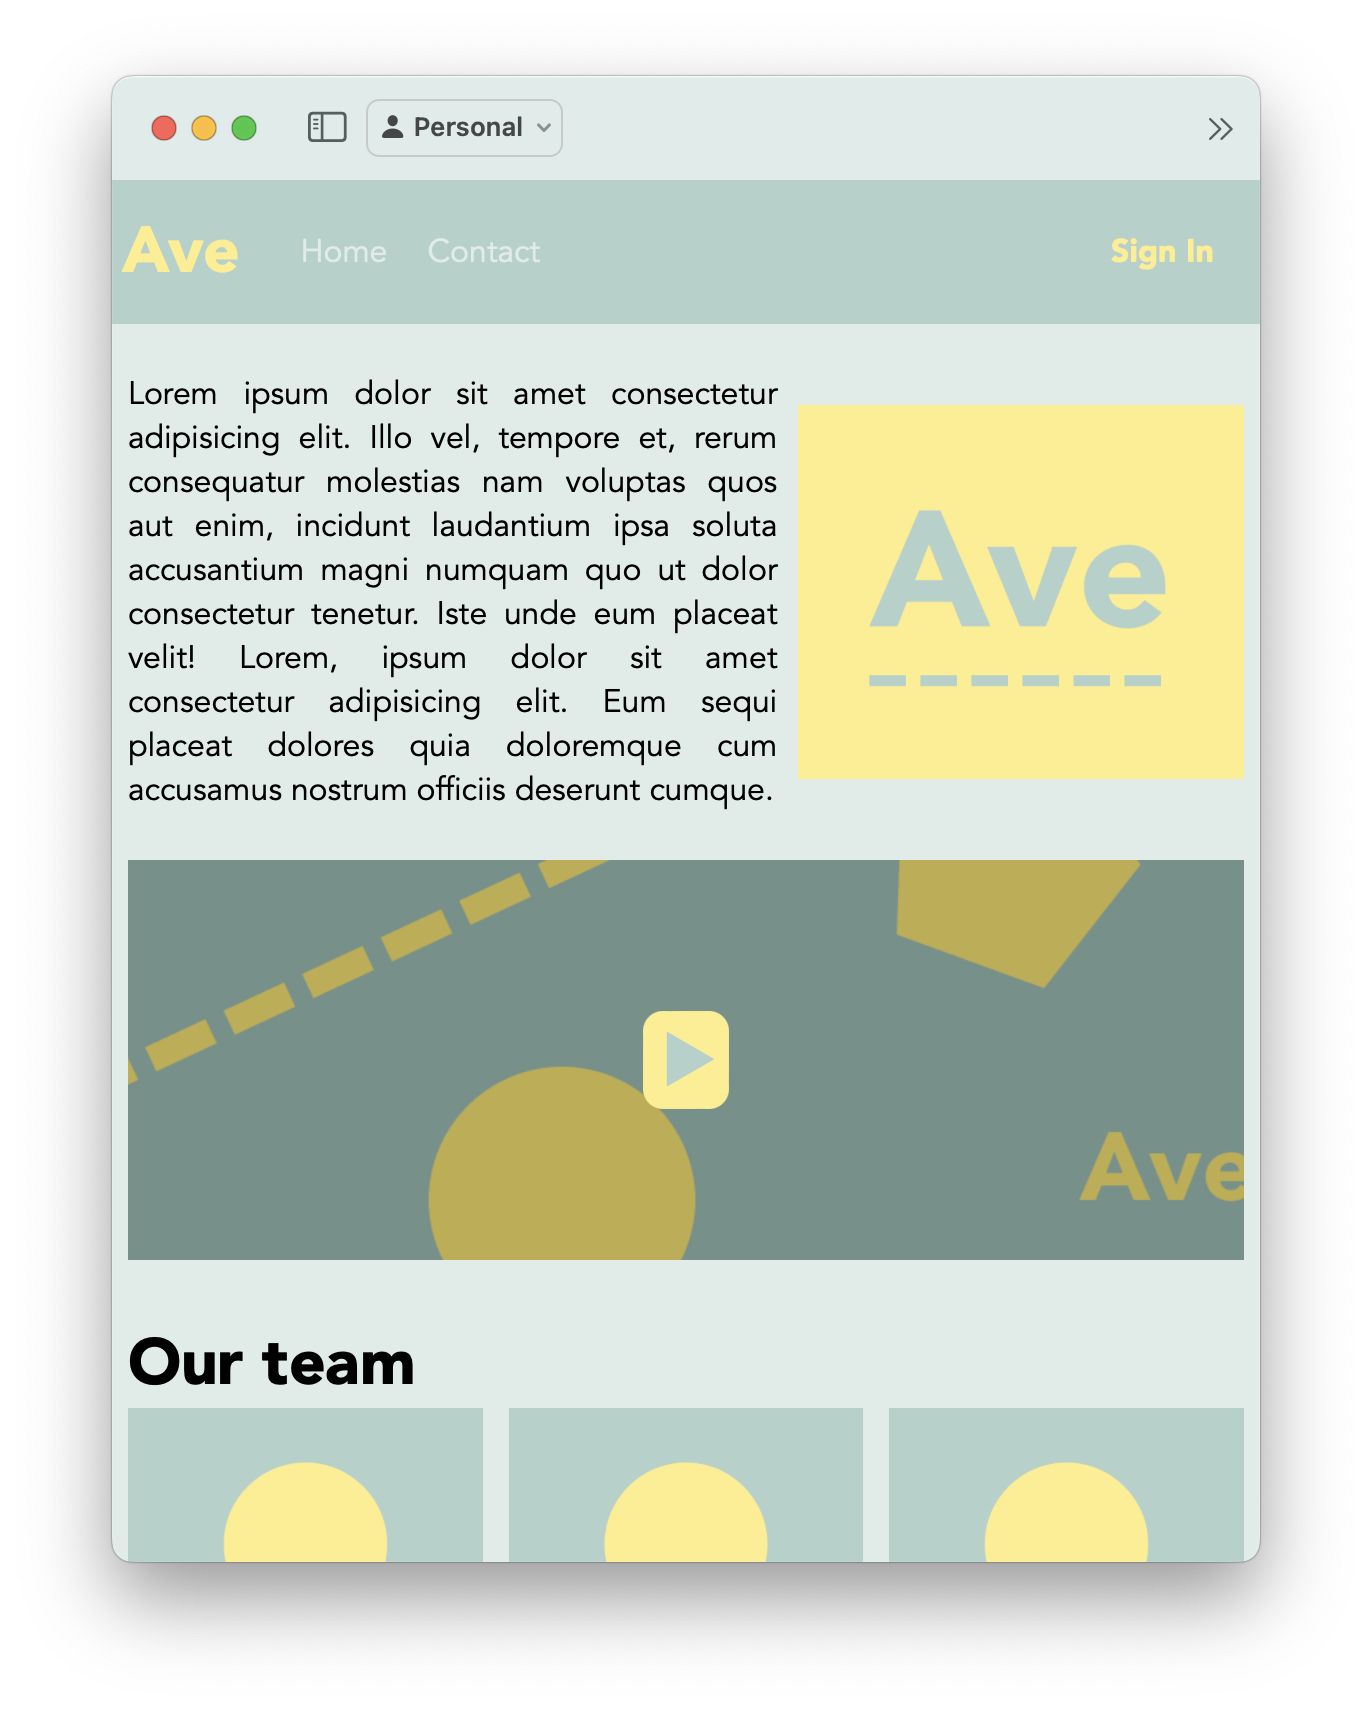 Personal
Ave Home Contact Sign In
Lorem ipsum dolor sit amet consectetur
adipisicing elit. Illo vel, tempore et, rerum
consequatur molestias nam voluptas quos
aut enim, incidunt laudantium ipsa soluta
accusantium magni numquam quo ut dolor
consectetur tenetur. Iste unde eum placeat
velit! Lorem, ipsum dolor sit amet
consectetur adipisicing elit. Eum sequi
placeat dolores quia doloremque cum
accusamus nostrum officiis deserunt cumque.
Ave
Ave
Our team